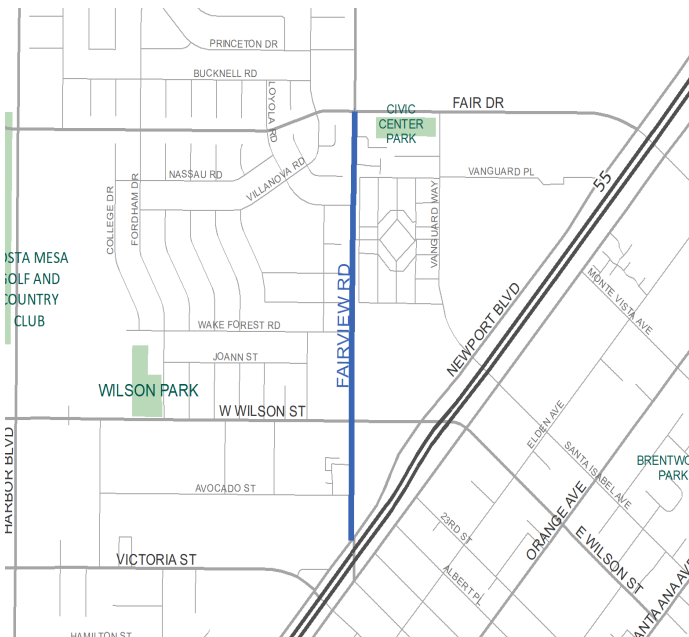 PRINCETON DR
BUCKNELL RD
LOYOLA RD
CIVIC
CENTER
PARK
FAIR DR
NASSAU RD
VILLANOVA RD
VANGUARD PL
55
COLLEGE DR
FORDHAM DR
VANGUARD WAY
OSTA MESA
GOLF AND
COUNTRY
CLUB
FAIRVIEW RD
NEWPORT BLVD
MONTE VISTA AVE
WAKE FOREST RD
JOANN ST
WILSON PARK
W WILSON ST
ELDEN AVE
SANTA ISABEL AVE
BRENTWO
PARK
HARBOR BLVD
AVOCADO ST
23RD ST
ORANGE AVE
E WILSON ST
VICTORIA ST
ALBERT PL
ANTA ANA AV
HAMILTON ST